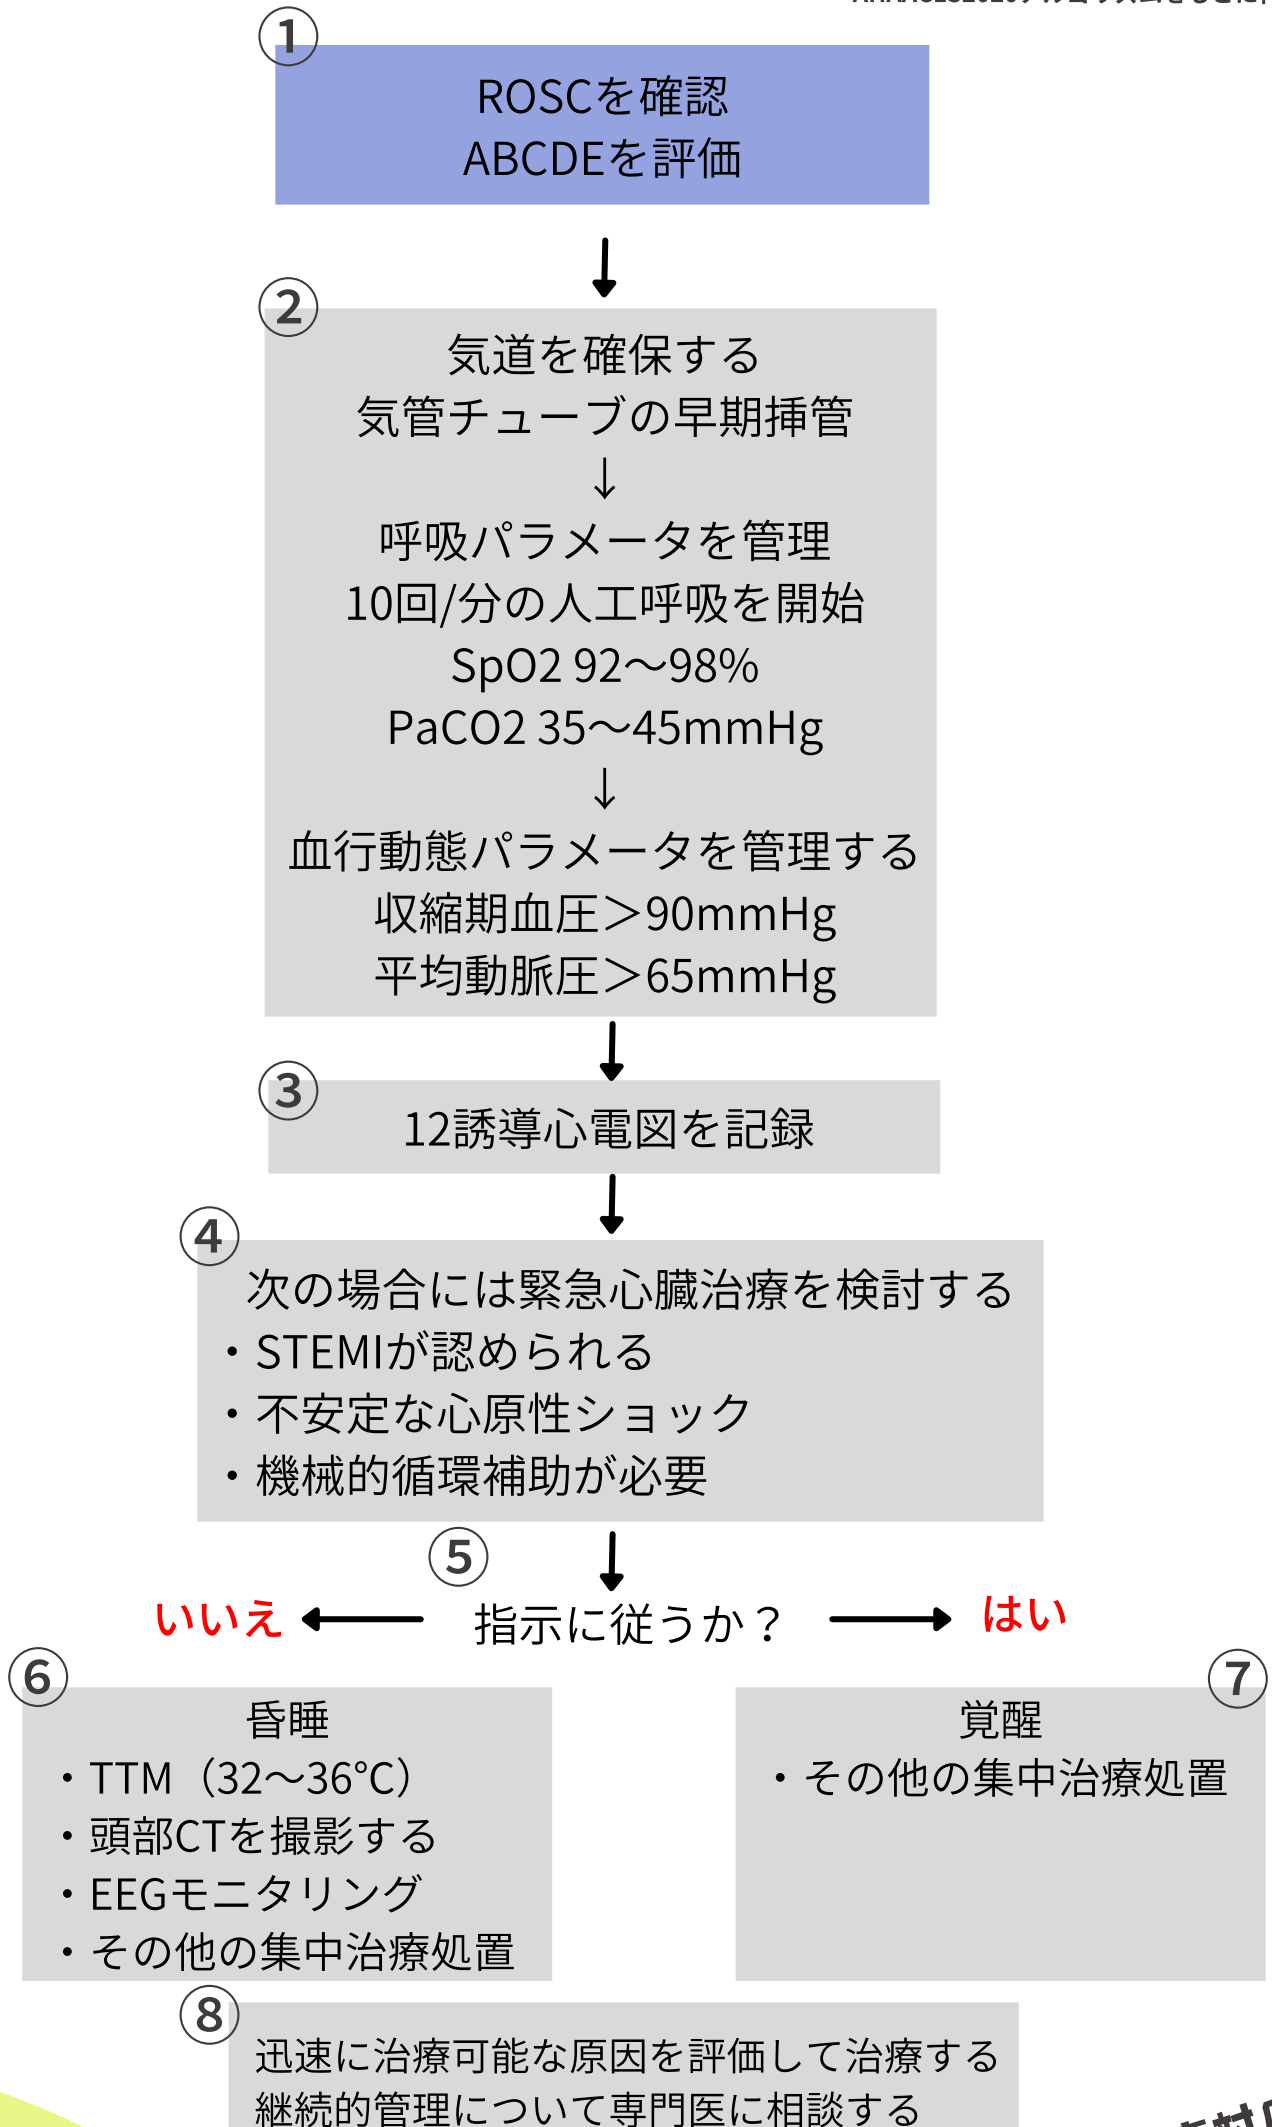 ①
ROSCを確認
ABCDEを評価
②
気道を確保する
気管チューブの早期挿管
↓
呼吸パラメータを管理
10回/分の人工呼吸を開始
SpO2 92～98%
PaCO2 35～45mmHg
↓
血行動態パラメータを管理する
収縮期血圧＞90mmHg
平均動脈圧＞65mmHg
③
12誘導心電図を記録
④
次の場合には緊急心臓治療を検討する
・STEMIが認められる
・不安定な心原性ショック
・機械的循環補助が必要
⑤
いいえ 指示に従うか？ はい
⑥
昏睡
・TTM（32～36℃）
・頭部CTを撮影する
・EEGモニタリング
・その他の集中治療処置
⑦
覚醒
・その他の集中治療処置
⑧
迅速に治療可能な原因を評価して治療する
継続的管理について専門医に相談する